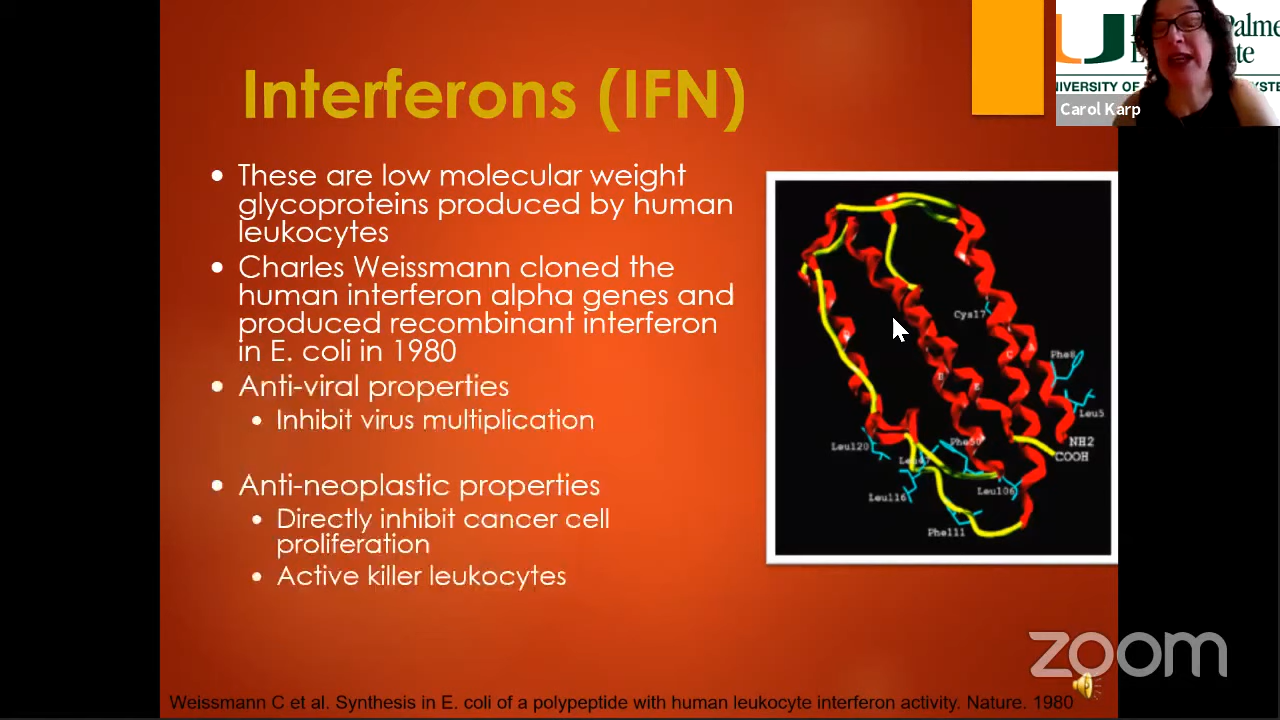 Interferons (IFN)
• These are low molecular weight
glycoproteins produced by human
leukocytes
• Charles Weissmann cloned the
human interferon alpha genes and
produced recombinant interferon
in E. coli in 1980
• Anti-viral properties
• Inhibit virus multiplication
• Anti-neoplastic properties
• Directly inhibit cancer cell
proliferation
• Active killer leukocytes
Cys17
Phe8
Leu5
NH2
COOH
Leu120
Leu116
Leu106
Phe111
C
A
Weissmann C et al. Synthesis in E. coli of a polypeptide with human leukocyte interferon activity. Nature. 1980
Palme
UNIVERSITY OF
Carol Karp
zoom